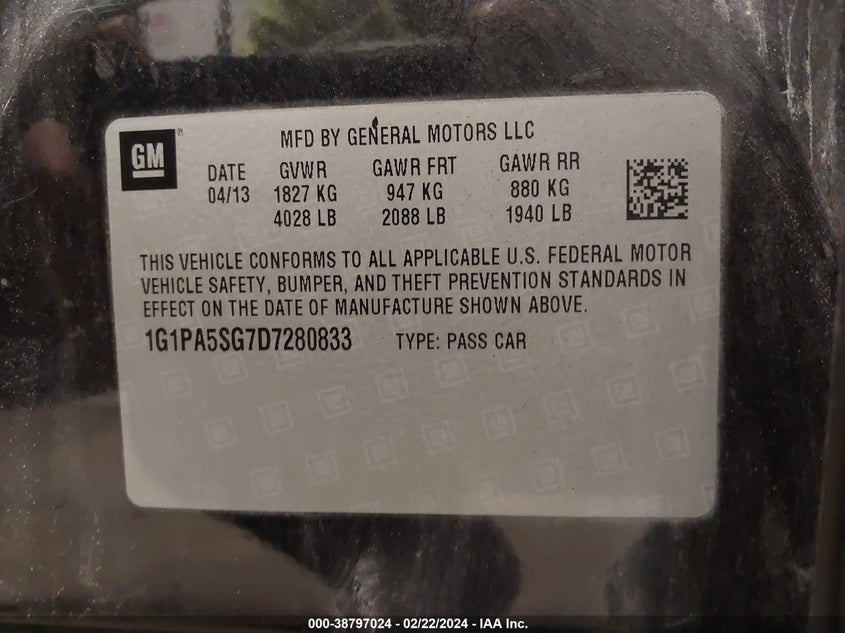 GM ®
MFD BY GENERAL MOTORS LLC
DATE GVWR GAWR FRT GAWR RR
04/13 1827 KG 947 KG 880 KG
4028 LB 2088 LB 1940 LB
THIS VEHICLE CONFORMS TO ALL APPLICABLE U.S. FEDERAL MOTOR
VEHICLE SAFETY, BUMPER, AND THEFT PREVENTION STANDARDS IN
EFFECT ON THE DATE OF MANUFACTURE SHOWN ABOVE.
1G1PA5SG7D7280833 TYPE: PASS CAR
000-38797024 - 02/22/2024 - IAA Inc.